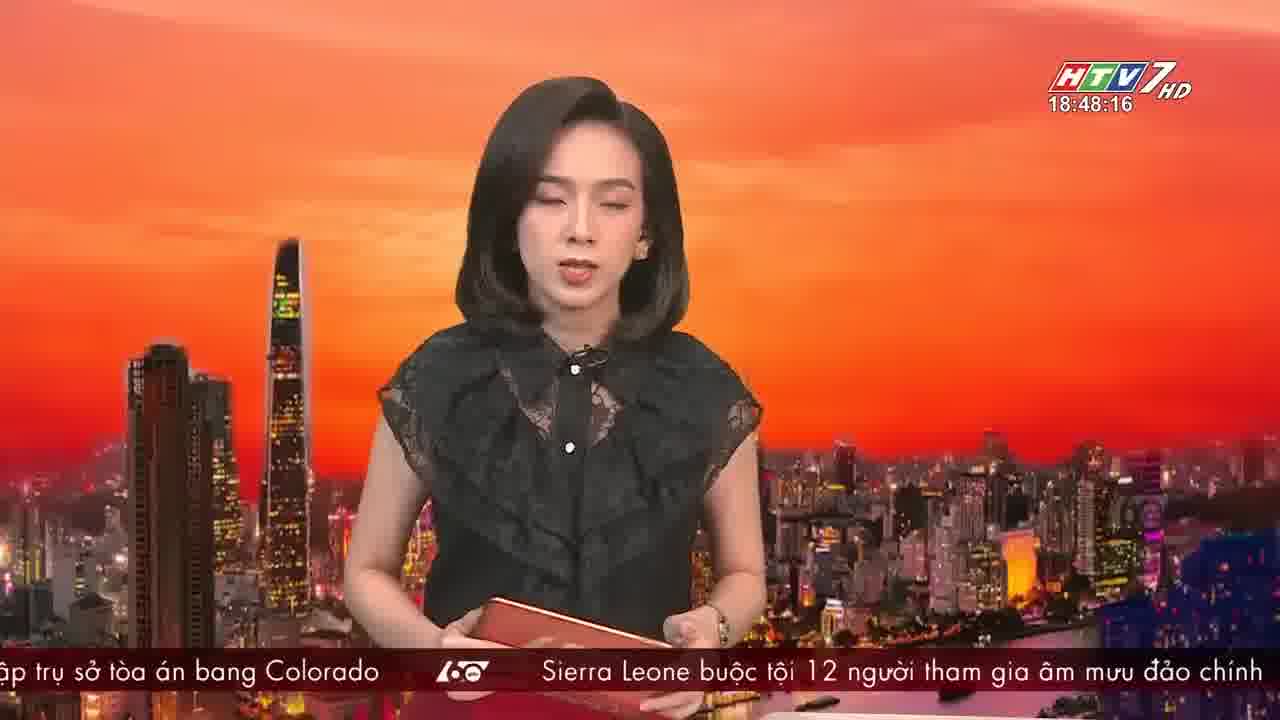 HTV7 HD
18:48:16
ập trụ sở tòa án bang Colorado
60
Sierra Leone buộc tội 12 người tham gia âm mưu đảo chính